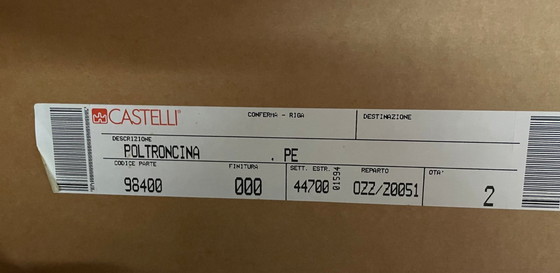 CASTELLI
CONFERMA - RIGA
DESTINAZIONE
DESCRIZIONE
POLTRONCINA . PE
CODICE PARTE FINITURA SETT. ESTR. REPARTO QTA'
98400 000 44700 01594 OZZ/Z0051 2